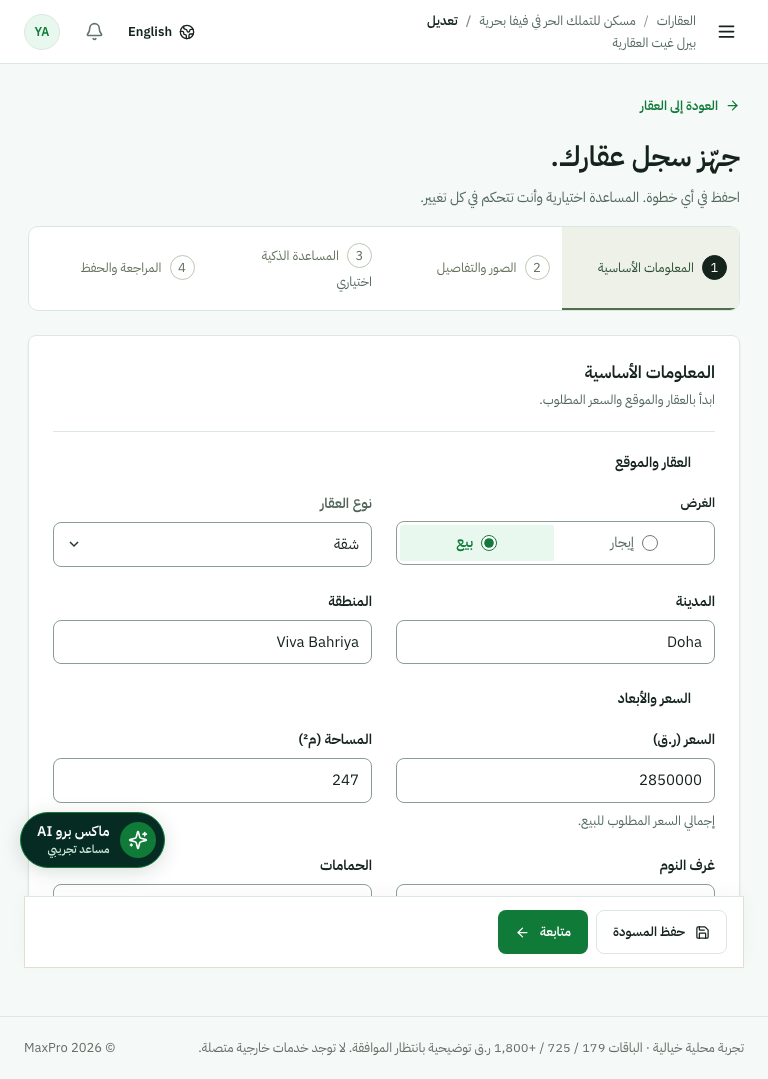 العقارات / مسكن للتملك الحر في فيفا بحرية / تعديل
بيرل غيت العقارية
English
YA
العودة إلى العقار
جهّز سجل عقارك.
احفظ في أي خطوة. المساعدة اختيارية وأنت تتحكم في كل تغيير.
1 المعلومات الأساسية
2 الصور والتفاصيل
3 المساعدة الذكية
اختياري
4 المراجعة والحفظ
المعلومات الأساسية
ابدأ بالعقار والموقع والسعر المطلوب.
العقار والموقع
الغرض
إيجار
بيع
نوع العقار
شقة
المدينة
Doha
المنطقة
Viva Bahriya
السعر والأبعاد
السعر (ر.ق)
2850000
إجمالي السعر المطلوب للبيع.
المساحة (م²)
247
غرف النوم
الحمامات
ماكس برو AI
مساعد تجريبي
حفظ المسودة
متابعة
تجربة محلية خيالية · الباقات 179 / 725 / +1,800 ر.ق توضيحية بانتظار الموافقة. لا توجد خدمات خارجية متصلة.
© 2026 MaxPro